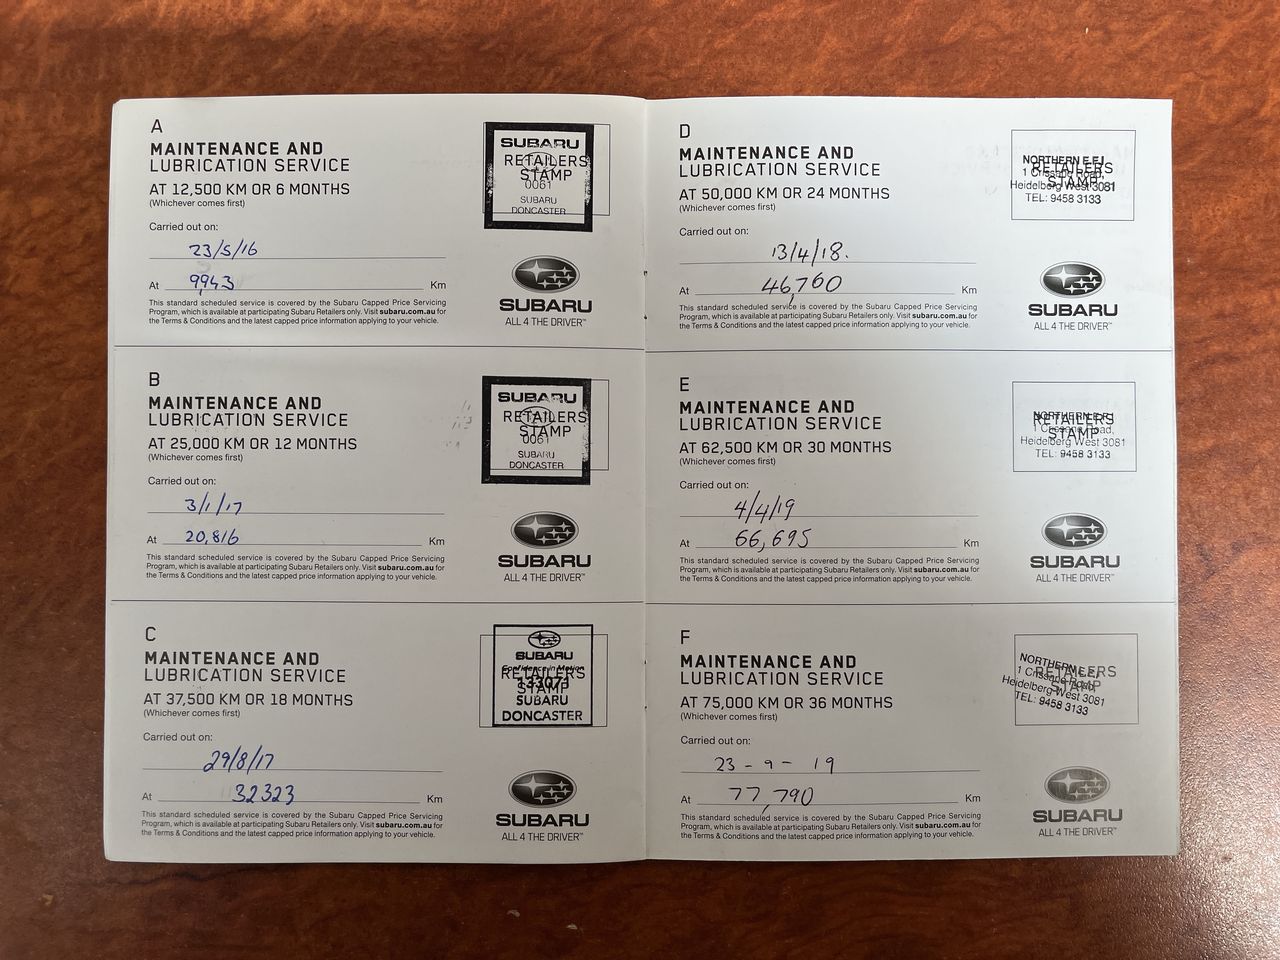 A
MAINTENANCE AND
LUBRICATION SERVICE
AT 12,500 KM OR 6 MONTHS
(Whichever comes first)
Carried out on:
23/5/16
At 9943 Km
This standard scheduled service is covered by the Subaru Capped Price Servicing
Program, which is available at participating Subaru Retailers only. Visit subaru.com.au for
the Terms & Conditions and the latest capped price information applying to your vehicle.
SUBARU
RETAILERS
STAMP
0061
SUBARU
DONCASTER
SUBARU
ALL 4 THE DRIVER™
B
MAINTENANCE AND
LUBRICATION SERVICE
AT 25,000 KM OR 12 MONTHS
(Whichever comes first)
Carried out on:
3/1/17
At 20,816 Km
This standard scheduled service is covered by the Subaru Capped Price Servicing
Program, which is available at participating Subaru Retailers only. Visit subaru.com.au for
the Terms & Conditions and the latest capped price information applying to your vehicle.
SUBARU
RETAILERS
STAMP
0061
SUBARU
DONCASTER
SUBARU
ALL 4 THE DRIVER™
C
MAINTENANCE AND
LUBRICATION SERVICE
AT 37,500 KM OR 18 MONTHS
(Whichever comes first)
Carried out on:
29/8/17
At 32323 Km
This standard scheduled service is covered by the Subaru Capped Price Servicing
Program, which is available at participating Subaru Retailers only. Visit subaru.com.au for
the Terms & Conditions and the latest capped price information applying to your vehicle.
SUBARU
Confidence in Motion
RETAILERS
STAMP
SUBARU
DONCASTER
SUBARU
ALL 4 THE DRIVER™
D
MAINTENANCE AND
LUBRICATION SERVICE
AT 50,000 KM OR 24 MONTHS
(Whichever comes first)
Carried out on:
13/4/18.
At 46,760 Km
This standard scheduled service is covered by the Subaru Capped Price Servicing
Program, which is available at participating Subaru Retailers only. Visit subaru.com.au for
the Terms & Conditions and the latest capped price information applying to your vehicle.
NORTHERN E.F.I
RETAILERS
1 Crissane Road,
STAMP
Heidelberg West 3081
TEL: 9458 3133
SUBARU
ALL 4 THE DRIVER™
E
MAINTENANCE AND
LUBRICATION SERVICE
AT 62,500 KM OR 30 MONTHS
(Whichever comes first)
Carried out on:
4/4/19
At 66,695 Km
This standard scheduled service is covered by the Subaru Capped Price Servicing
Program, which is available at participating Subaru Retailers only. Visit subaru.com.au for
the Terms & Conditions and the latest capped price information applying to your vehicle.
NORTHERN E.F.I
RETAILERS
1 Crissane Road,
STAMP
Heidelberg West 3081
TEL: 9458 3133
SUBARU
ALL 4 THE DRIVER™
F
MAINTENANCE AND
LUBRICATION SERVICE
AT 75,000 KM OR 36 MONTHS
(Whichever comes first)
Carried out on:
23 - 9 - 19
At 77,790 Km
This standard scheduled service is covered by the Subaru Capped Price Servicing
Program, which is available at participating Subaru Retailers only. Visit subaru.com.au for
the Terms & Conditions and the latest capped price information applying to your vehicle.
NORTHERN E.F.I
RETAILERS
1 Crissane Road,
STAMP
Heidelberg West 3081
TEL: 9458 3133
SUBARU
ALL 4 THE DRIVER™